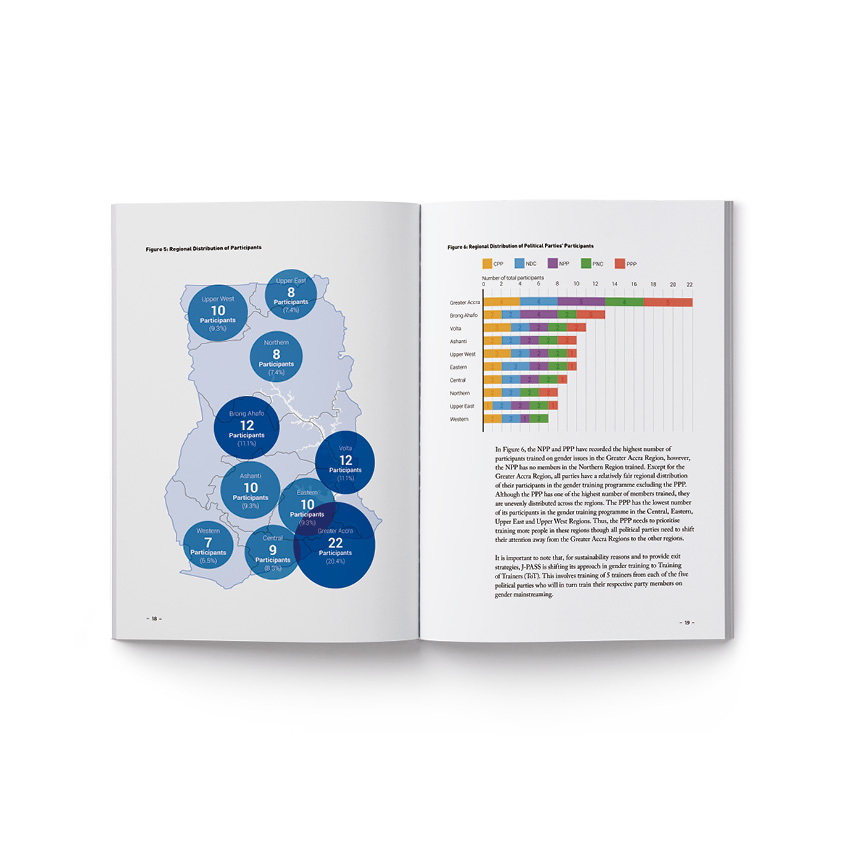 Figure 5: Regional Distribution of Participants
Upper East
8
Participants
(7.4%)
Upper West
10
Participants
(9.3%)
Northern
8
Participants
(7.4%)
Brong Ahafo
12
Participants
(11.1%)
Volta
12
Participants
(11.1%)
Ashanti
10
Participants
(9.3%)
Eastern
10
Participants
(9.3%)
Western
7
Participants
(6.5%)
Central
9
Participants
(8.3%)
Greater Accra
22
Participants
(20.4%)
– 18 –
Figure 6: Regional Distribution of Political Parties' Participants
CPP NDC NPP PNC PPP
Number of total participants
0 2 4 6 8 10 12 14 16 18 20 22
Greater Accra
Brong Ahafo
Volta
Ashanti
Upper West
Eastern
Central
Northern
Upper East
Western
In Figure 6, the NPP and PPP have recorded the highest number of
participants trained on gender issues in the Greater Accra Region, however,
the NPP has no members in the Northern Region trained. Except for the
Greater Accra Region, all parties have a relatively fair regional distribution
of their participants in the gender training programme excluding the PPP.
Although the PPP has one of the highest number of members trained, they
are unevenly distributed across the regions. The PPP has the lowest number
of its participants in the gender training programme in the Central, Eastern,
Upper East and Upper West Regions. Thus, the PPP needs to prioritise
training more people in these regions though all political parties need to shift
their attention away from the Greater Accra Regions to the other regions.
It is important to note that, for sustainability reasons and to provide exit
strategies, J-PASS is shifting its approach in gender training to Training
of Trainers (ToT). This involves training of 5 trainers from each of the five
political parties who will in turn train their respective party members on
gender mainstreaming.
– 19 –